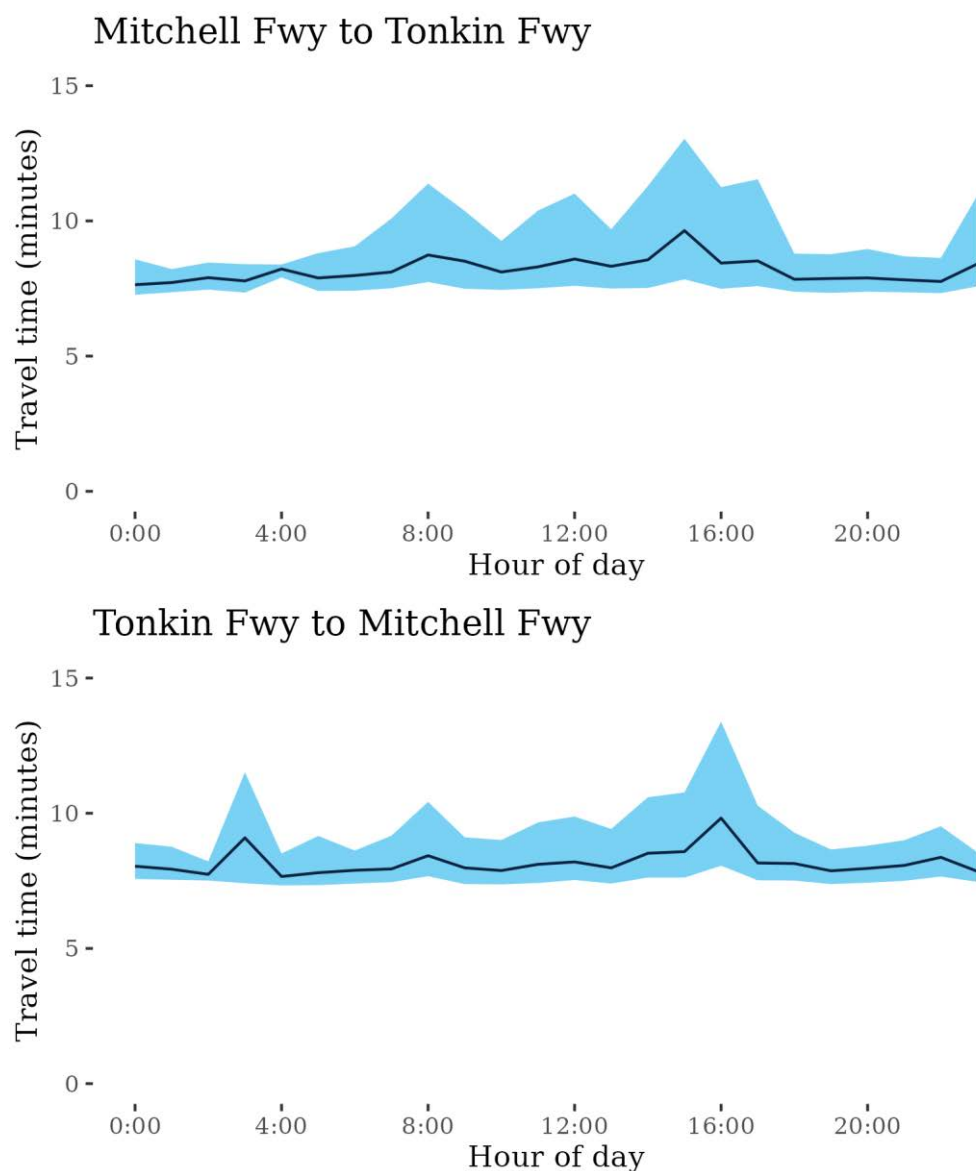 Mitchell Fwy to Tonkin Fwy
Travel time (minutes)
15
10
5
0
0:00 4:00 8:00 12:00 16:00 20:00
Hour of day
Tonkin Fwy to Mitchell Fwy
Travel time (minutes)
15
10
5
0
0:00 4:00 8:00 12:00 16:00 20:00
Hour of day